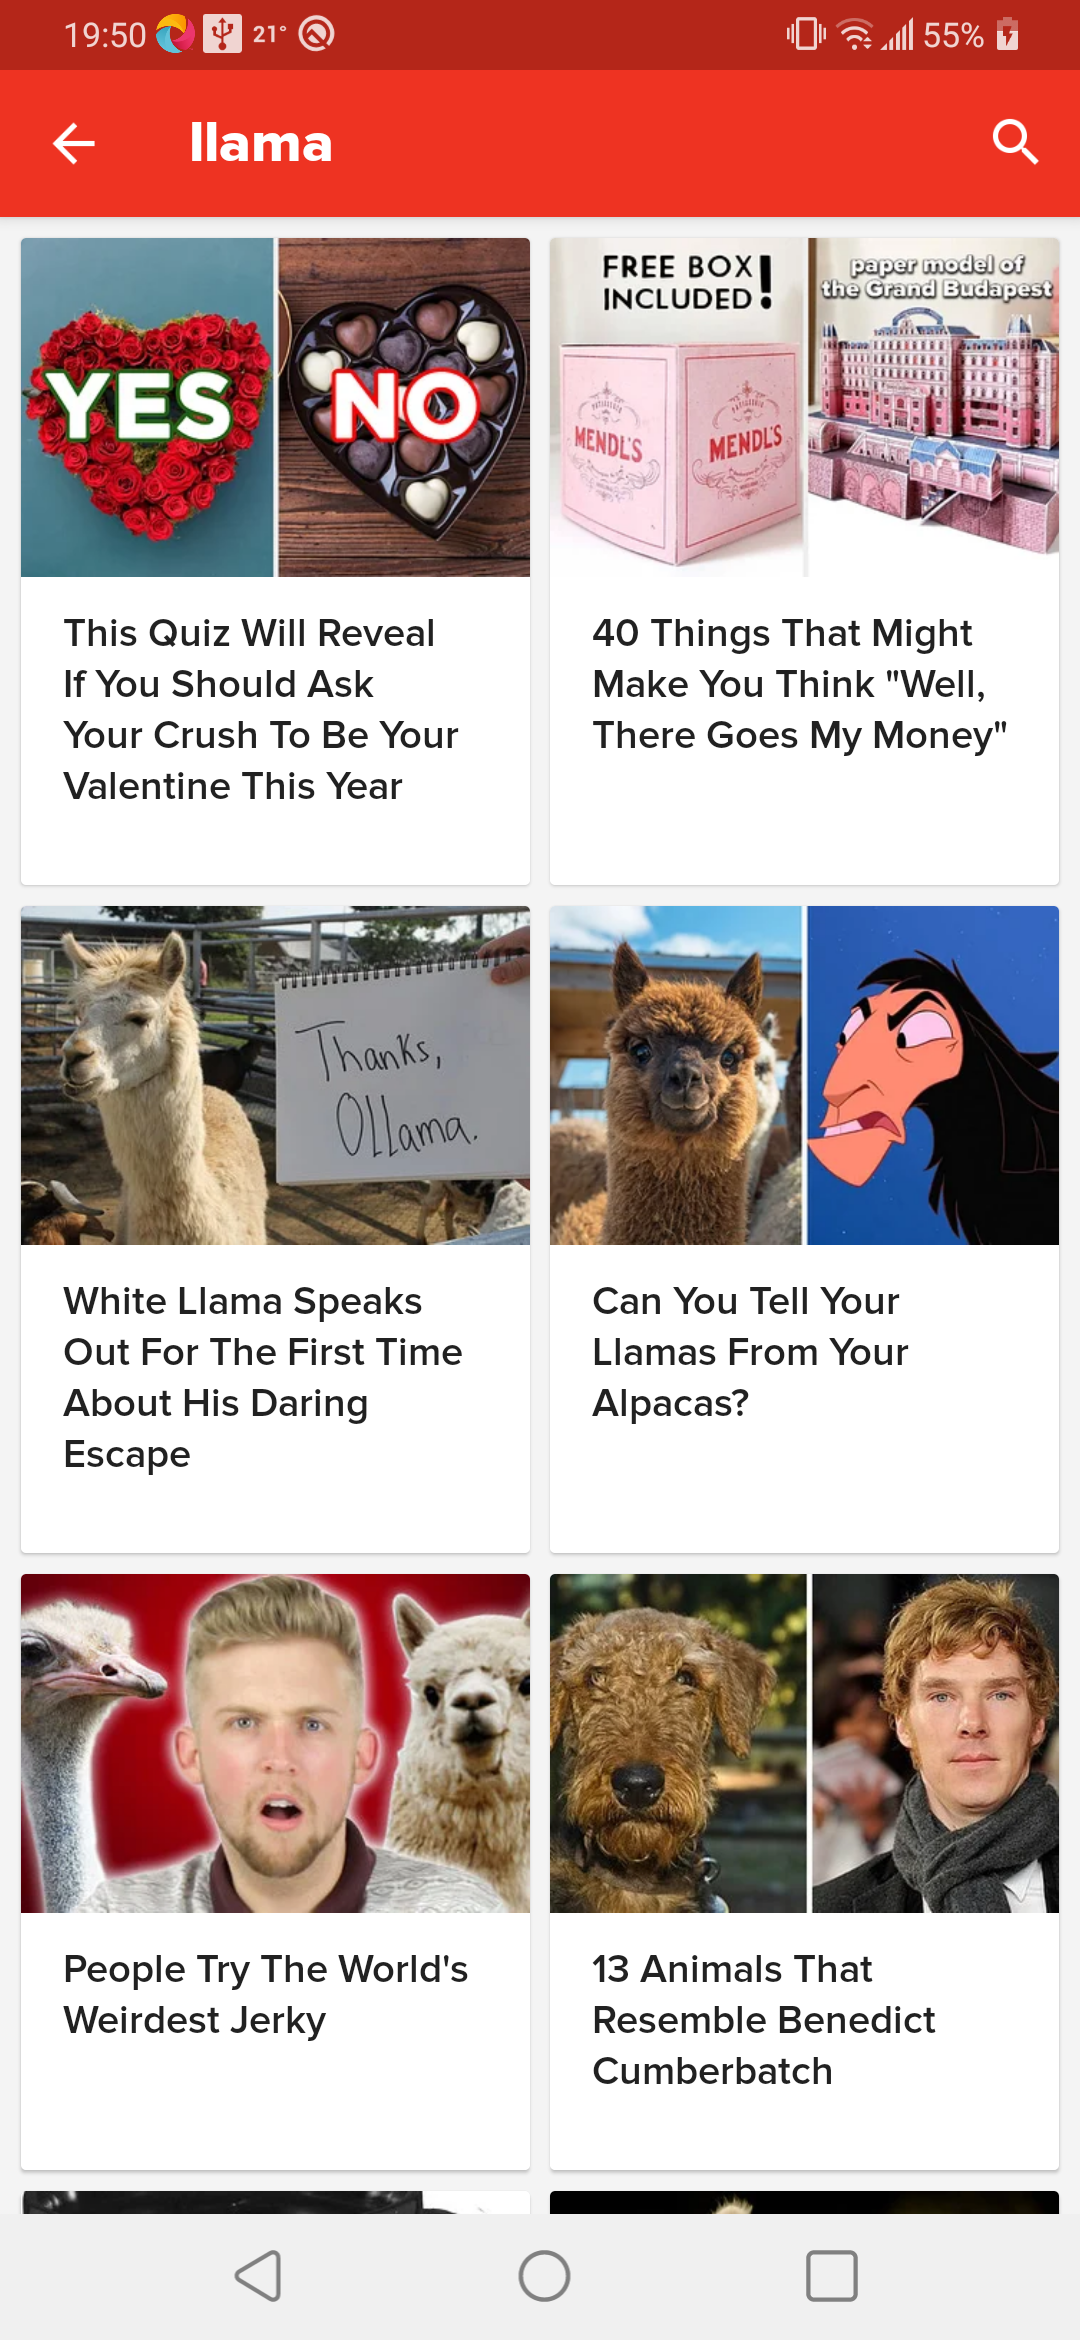 19:50 21° 55%
llama
YES NO
FREE BOX
INCLUDED!
MENDL'S MENDL'S
paper model of
the Grand Budapest
This Quiz Will Reveal
If You Should Ask
Your Crush To Be Your
Valentine This Year
40 Things That Might
Make You Think "Well,
There Goes My Money"
Thanks,
Ollama.
White Llama Speaks
Out For The First Time
About His Daring
Escape
Can You Tell Your
Llamas From Your
Alpacas?
People Try The World's
Weirdest Jerky
13 Animals That
Resemble Benedict
Cumberbatch